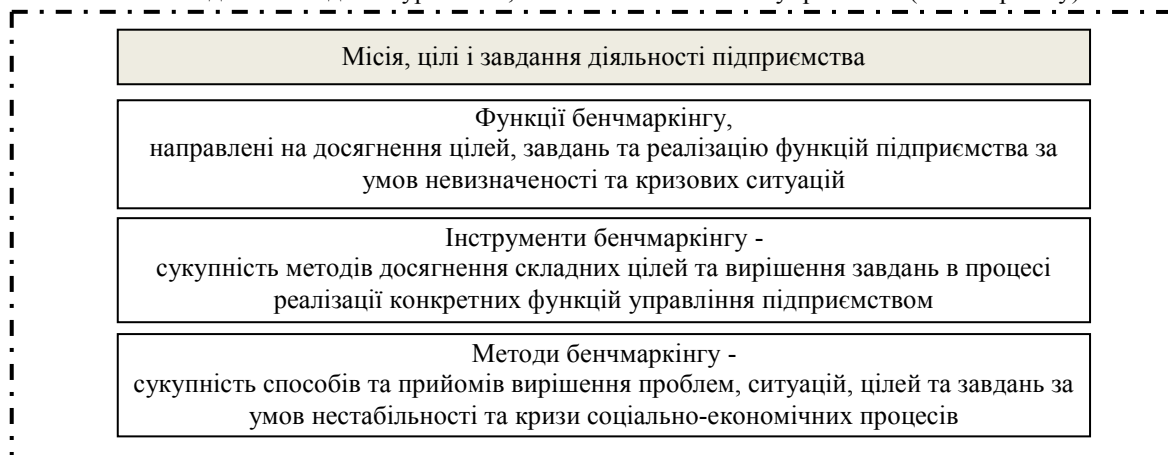 Місія, цілі і завдання діяльності підприємства
Функції бенчмаркінгу,
направлені на досягнення цілей, завдань та реалізацію функцій підприємства за
умов невизначеності та кризових ситуацій
Інструменти бенчмаркінгу -
сукупність методів досягнення складних цілей та вирішення завдань в процесі
реалізації конкретних функцій управління підприємством
Методи бенчмаркінгу -
сукупність способів та прийомів вирішення проблем, ситуацій, цілей та завдань за
умов нестабільності та кризи соціально-економічних процесів